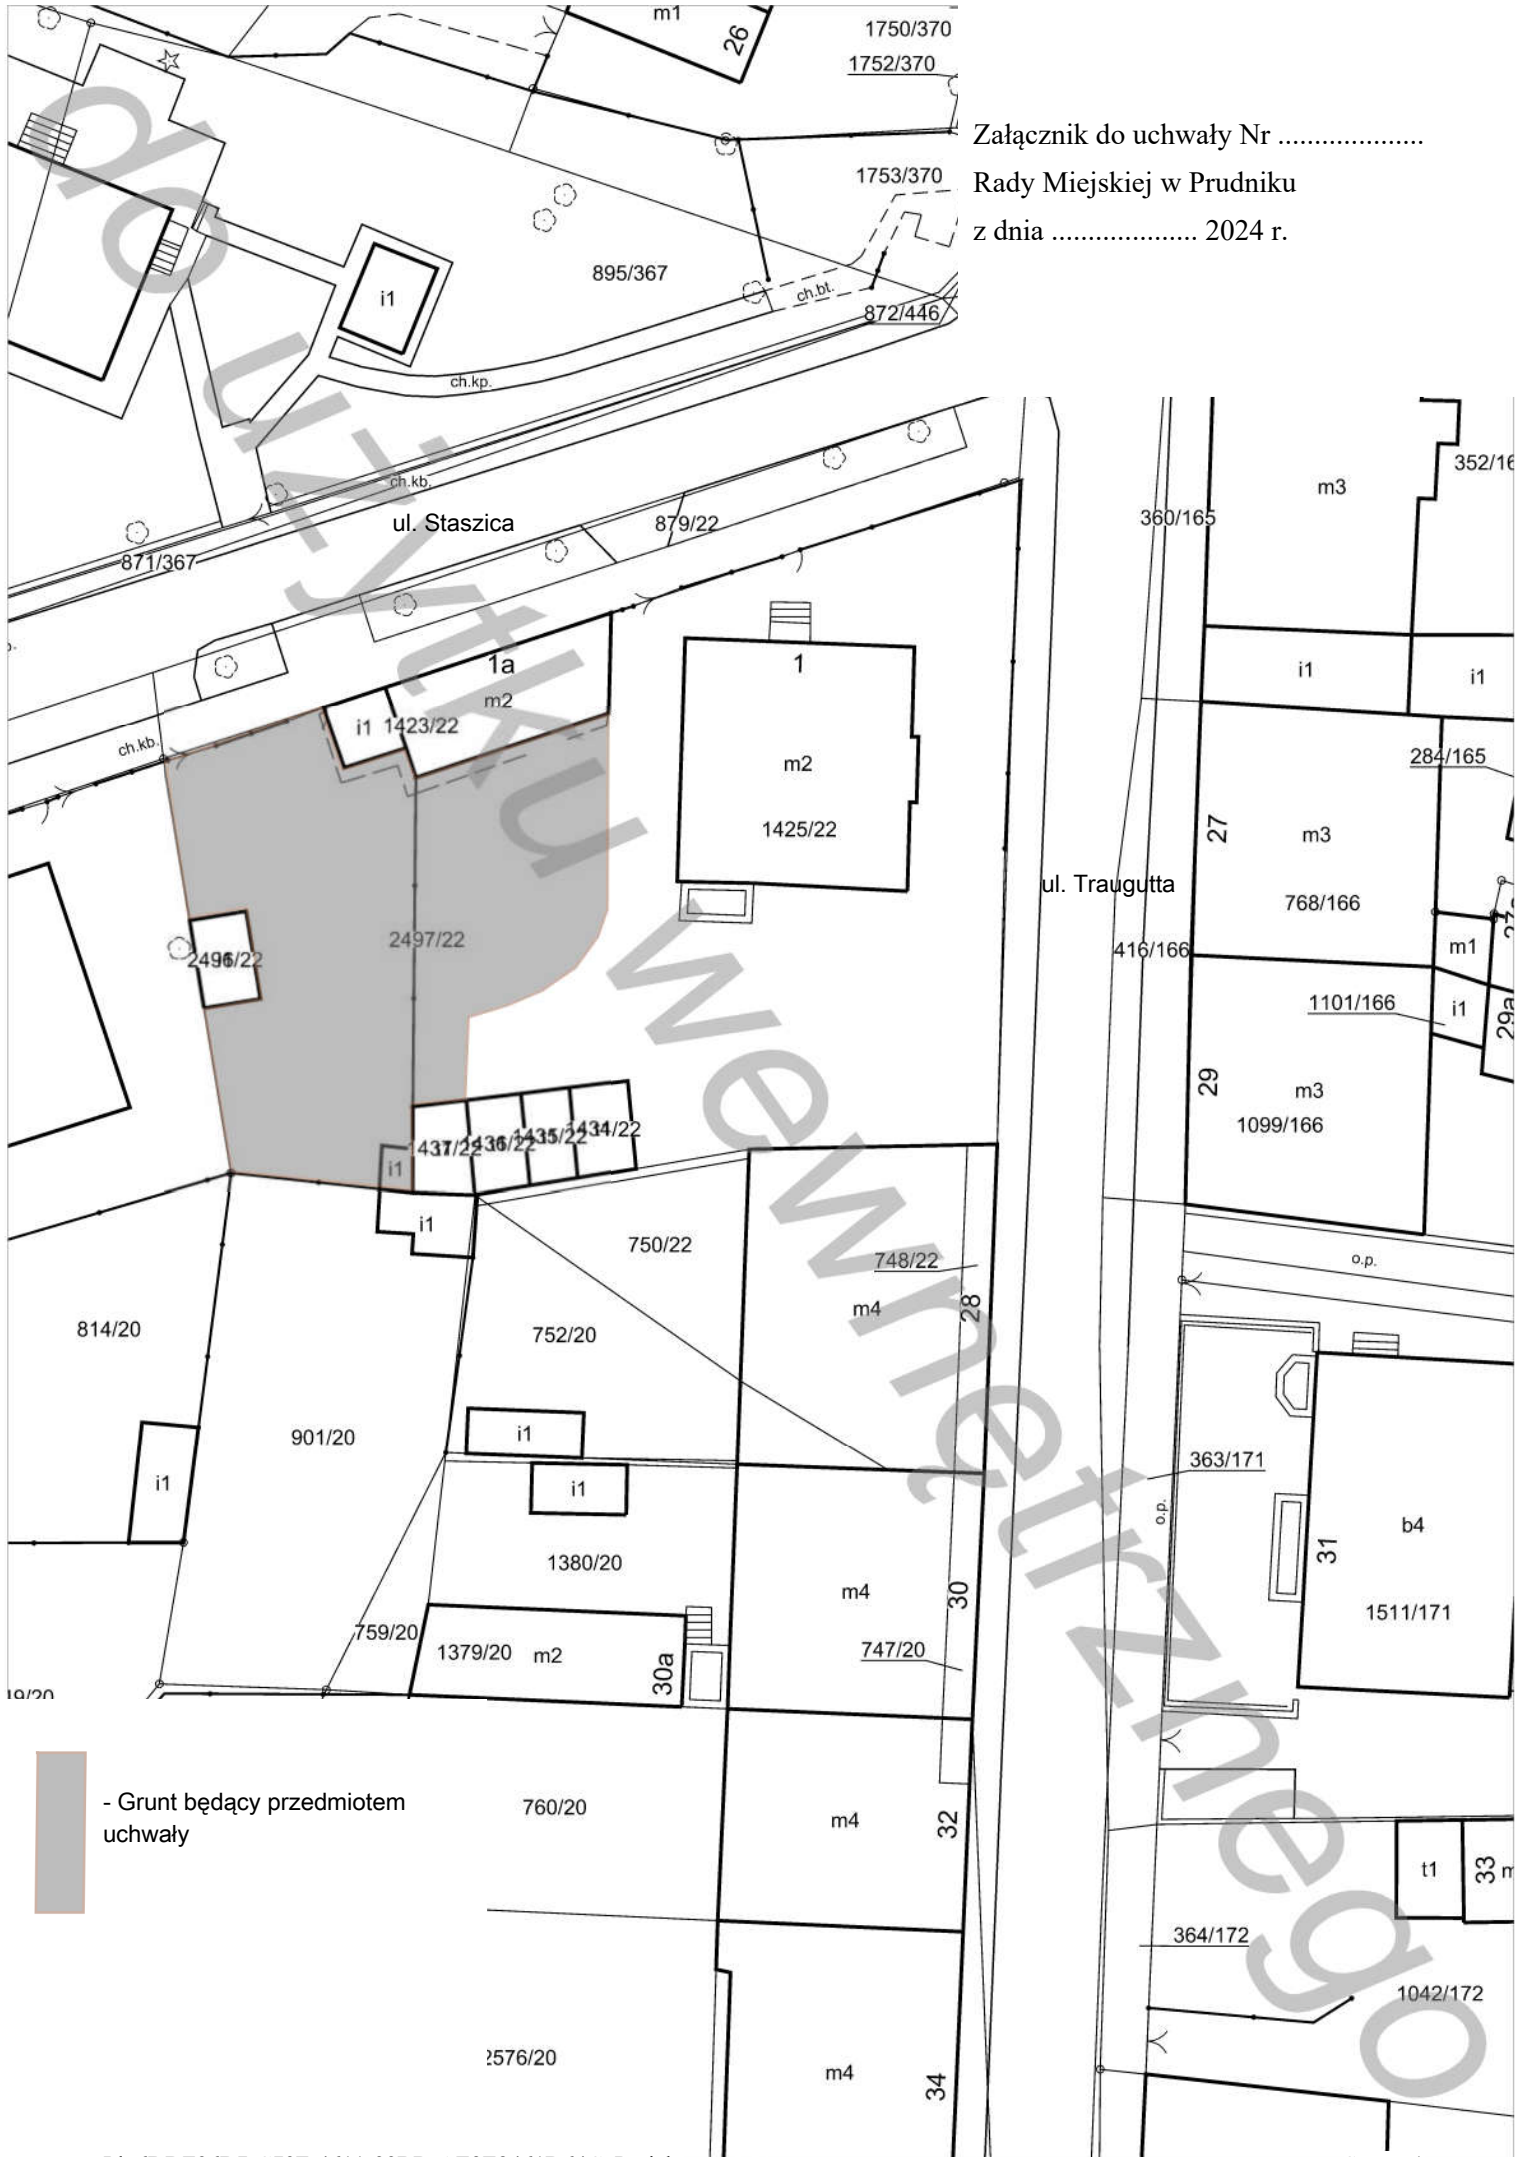 m1
26
1750/370
1752/370
Załącznik do uchwały Nr ....................
Rady Miejskiej w Prudniku
z dnia .................... 2024 r.
1753/370
895/367
i1
ch.bt.
872/446
ch.kp.
ch.kb.
ul. Staszica
879/22
871/367
m3
352/16
360/165
1a
m2
i1
1423/22
1
m2
1425/22
ch.kb.
i1
i1
284/165
27
m3
768/166
ul. Traugutta
416/166
2497/22
m1
1101/166
i1
29a
29
m3
1099/166
i1
i1
750/22
748/22
28
m4
o.p.
814/20
752/20
901/20
i1
i1
i1
363/171
o.p.
b4
31
1511/171
1380/20
m4
30
759/20
1379/20
m2
30a
747/20
- Grunt będący przedmiotem
uchwały
760/20
m4
32
t1
33
364/172
1042/172
2576/20
m4
34
do użytku wewnętrznego